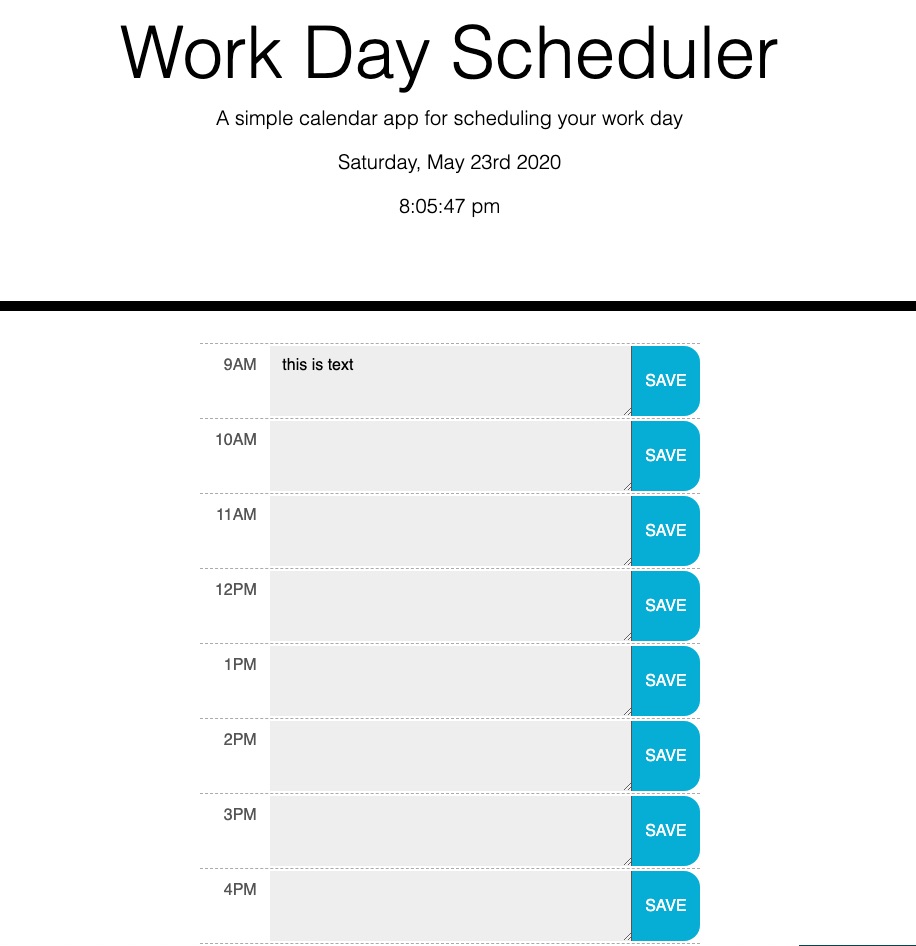 Work Day Scheduler
A simple calendar app for scheduling your work day
Saturday, May 23rd 2020
8:05:47 pm
9AM this is text SAVE
10AM SAVE
11AM SAVE
12PM SAVE
1PM SAVE
2PM SAVE
3PM SAVE
4PM SAVE